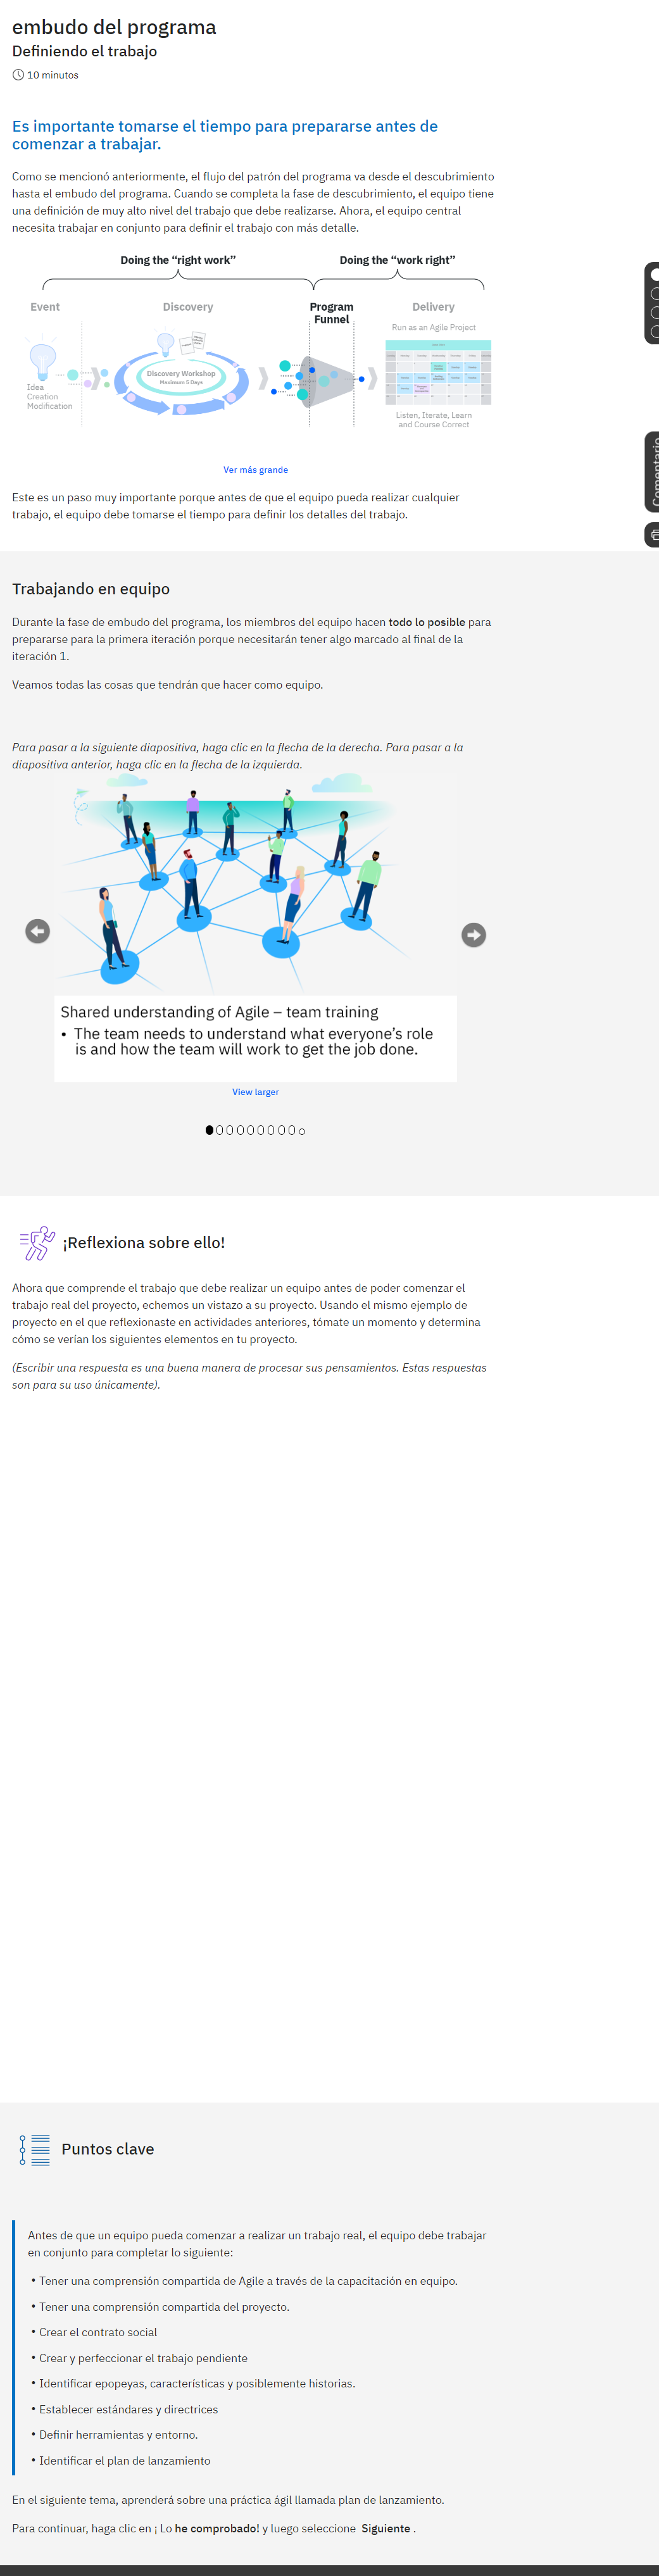 embudo del programa
Definiendo el trabajo
10 minutos
Es importante tomarse el tiempo para prepararse antes de
comenzar a trabajar.
Como se mencionó anteriormente, el flujo del patrón del programa va desde el descubrimiento
hasta el embudo del programa. Cuando se completa la fase de descubrimiento, el equipo tiene
una definición de muy alto nivel del trabajo que debe realizarse. Ahora, el equipo central
necesita trabajar en conjunto para definir el trabajo con más detalle.
Doing the “right work”
Doing the “work right”
Event
Discovery
Program
Funnel
Delivery
Run as an Agile Project
Discovery Workshop
Maximum 5 Days
Idea
Creation
Modification
Listen, Iterate, Learn
and Course Correct
Ver más grande
Comentario
Este es un paso muy importante porque antes de que el equipo pueda realizar cualquier
trabajo, el equipo debe tomarse el tiempo para definir los detalles del trabajo.
Trabajando en equipo
Durante la fase de embudo del programa, los miembros del equipo hacen todo lo posible para
prepararse para la primera iteración porque necesitarán tener algo marcado al final de la
iteración 1.
Veamos todas las cosas que tendrán que hacer como equipo.
Para pasar a la siguiente diapositiva, haga clic en la flecha de la derecha. Para pasar a la
diapositiva anterior, haga clic en la flecha de la izquierda.
Shared understanding of Agile – team training
• The team needs to understand what everyone’s role
is and how the team will work to get the job done.
View larger
¡Reflexiona sobre ello!
Ahora que comprende el trabajo que debe realizar un equipo antes de poder comenzar el
trabajo real del proyecto, echemos un vistazo a su proyecto. Usando el mismo ejemplo de
proyecto en el que reflexionaste en actividades anteriores, tómate un momento y determina
cómo se verían los siguientes elementos en tu proyecto.
(Escribir una respuesta es una buena manera de procesar sus pensamientos. Estas respuestas
son para su uso únicamente).
Puntos clave
Antes de que un equipo pueda comenzar a realizar un trabajo real, el equipo debe trabajar
en conjunto para completar lo siguiente:
• Tener una comprensión compartida de Agile a través de la capacitación en equipo.
• Tener una comprensión compartida del proyecto.
• Crear el contrato social
• Crear y perfeccionar el trabajo pendiente
• Identificar epopeyas, características y posiblemente historias.
• Establecer estándares y directrices
• Definir herramientas y entorno.
• Identificar el plan de lanzamiento
En el siguiente tema, aprenderá sobre una práctica ágil llamada plan de lanzamiento.
Para continuar, haga clic en ¡ Lo he comprobado! y luego seleccione Siguiente .